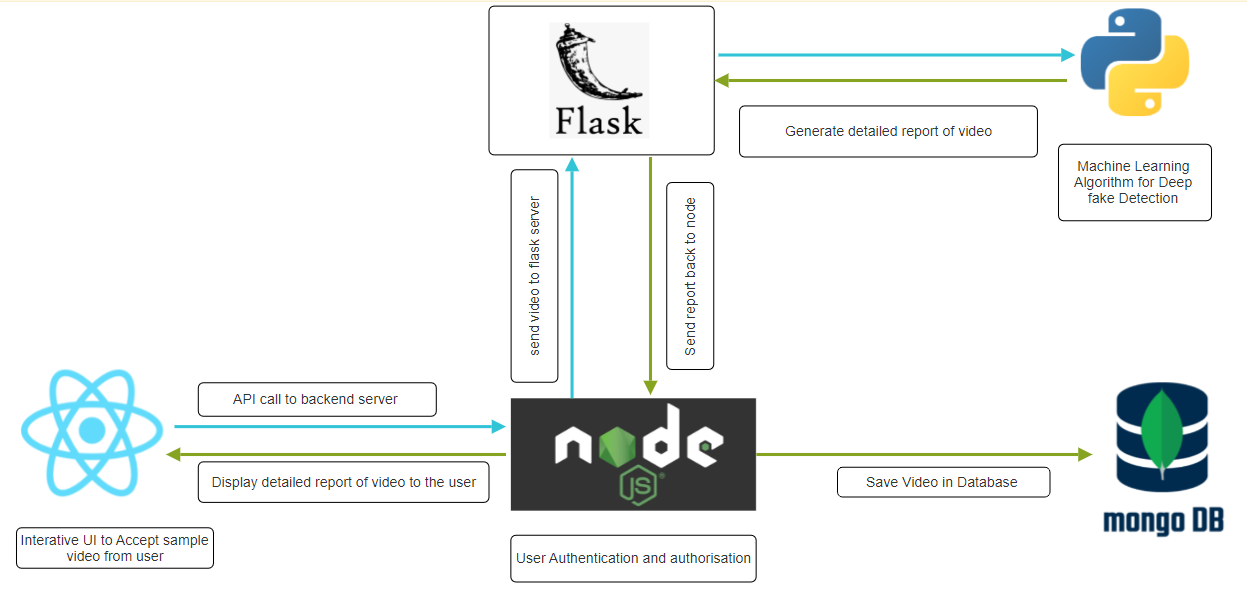 Flask
Generate detailed report of video
Machine Learning
Algorithm for Deep
fake Detection
send video to flask server
Send report back to node
API call to backend server
node
JS
Display detailed report of video to the user
Save Video in Database
mongo DB
Interative UI to Accept sample
video from user
User Authentication and authorisation